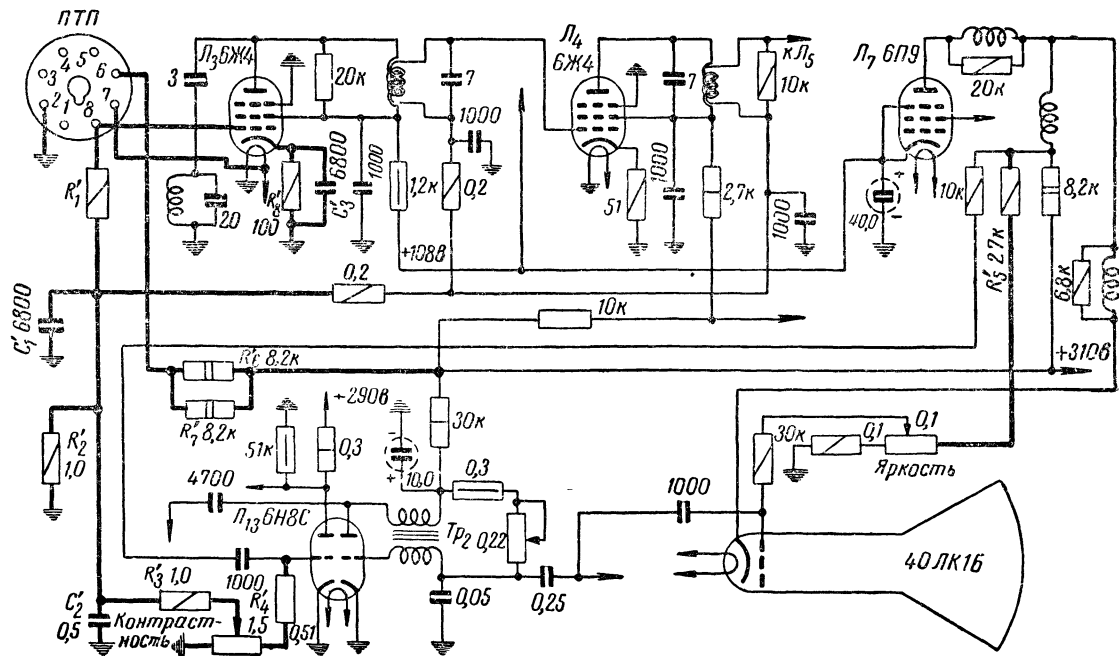 ПТП
5
4
6
3
7
2
1
8
Л₃ 6Ж4
3
20к
7
1000
20
R'₈
100
C'₃
6800
1000
1,2к
0,2
+108в
Л₄
6Ж4
7
кЛ₅
10к
51
1000
2,7к
1000
Л₇ 6П9
20к
40,0
+
−
10к
R'₅ 27к
8,2к
6,8к
+310в
R'₁
C'₁ 6800
0,2
10к
R'₆ 8,2к
R'₇ 8,2к
R'₂
1,0
51к
+290в
0,3
−
+
10,0
30к
0,3
4700
Л₁₃ 6Н8С
Тр₂
0,22
1000
0,05
0,25
R'₃ 1,0
R'₄
0,51
C'₂
0,5
Контраст-
ность
1,5
30к
0,1
0,1
Яркость
1000
40ЛК1Б